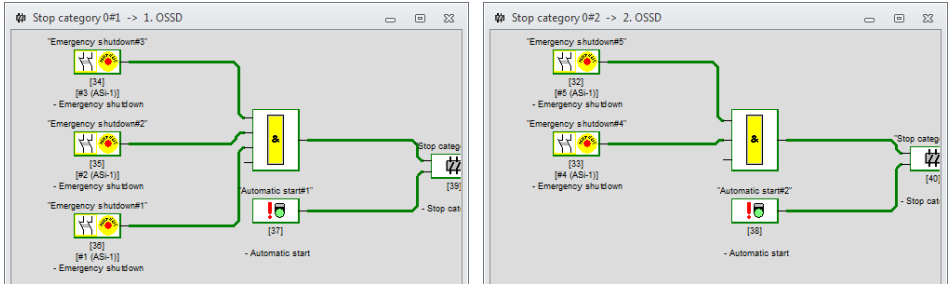 Stop category 0#1 -> 1. OSSD
"Emergency shutdown#3"
[34]
[#3 (ASi-1)]
- Emergency shutdown
"Emergency shutdown#2"
[35]
[#2 (ASi-1)]
- Emergency shutdown
"Emergency shutdown#1"
[36]
[#1 (ASi-1)]
- Emergency shutdown
&
"Automatic start#1"
[37]
- Automatic start
Stop categ
[39]
- Stop cat
Stop category 0#2 -> 2. OSSD
"Emergency shutdown#5"
[32]
[#5 (ASi-1)]
- Emergency shutdown
"Emergency shutdown#4"
[33]
[#4 (ASi-1)]
- Emergency shutdown
&
"Automatic start#2"
[38]
- Automatic start
"Stop categ
[40]
- Stop cat